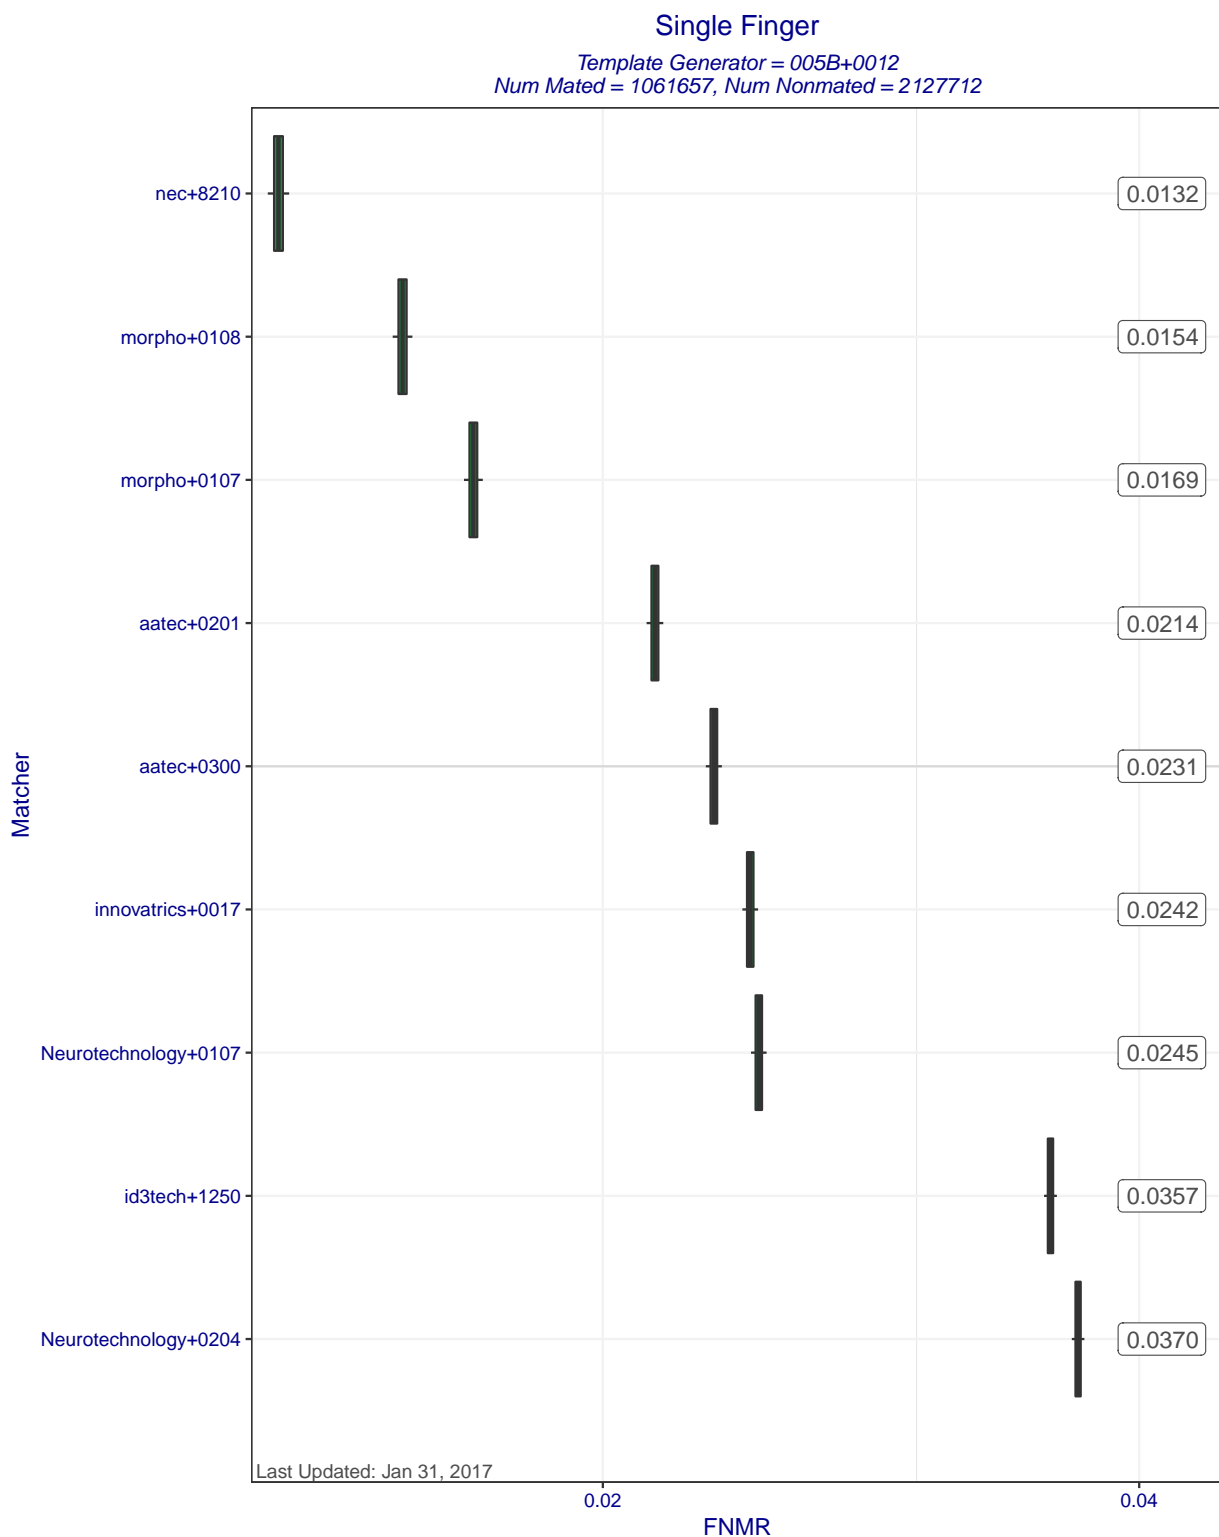 Single Finger
Template Generator = 005B+0012
Num Mated = 1061657, Num Nonmated = 2127712
nec+8210
0.0132
morpho+0108
0.0154
morpho+0107
0.0169
aatec+0201
0.0214
aatec+0300
0.0231
Matcher
innovatrics+0017
0.0242
Neurotechnology+0107
0.0245
id3tech+1250
0.0357
Neurotechnology+0204
0.0370
Last Updated: Jan 31, 2017
0.02
0.04
FNMR